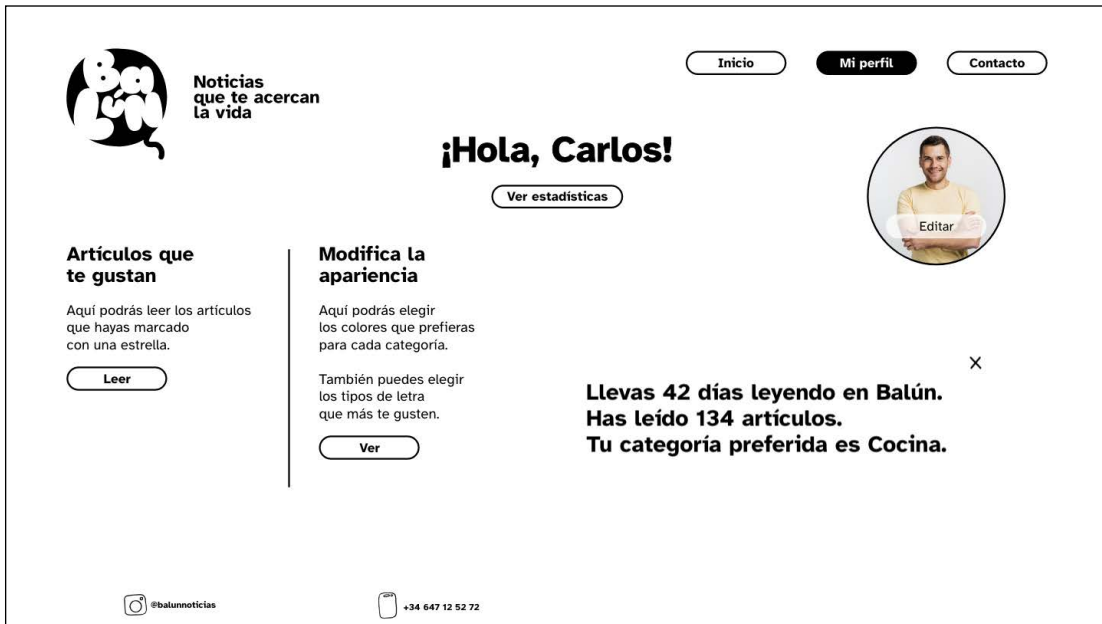 BaLúN
Noticias
que te acercan
la vida
Inicio
Mi perfil
Contacto
¡Hola, Carlos!
Ver estadísticas
Editar
Artículos que
te gustan
Aquí podrás leer los artículos
que hayas marcado
con una estrella.
Leer
Modifica la
apariencia
Aquí podrás elegir
los colores que prefieras
para cada categoría.
También puedes elegir
los tipos de letra
que más te gusten.
Ver
X
Llevas 42 días leyendo en Balún.
Has leído 134 artículos.
Tu categoría preferida es Cocina.
@balunnoticias
+34 647 12 52 72